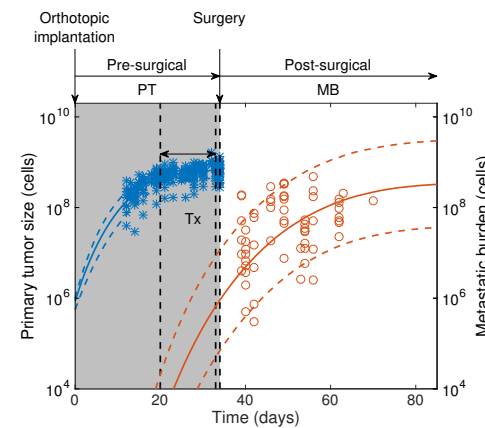 Orthotopic
implantation
Surgery
Pre-surgical
Post-surgical
PT
MB
10^10
10^8
10^6
10^4
Primary tumor size (cells)
Tx
10^10
10^8
10^6
10^4
Metastatic burden (cells)
0
20
40
60
80
Time (days)